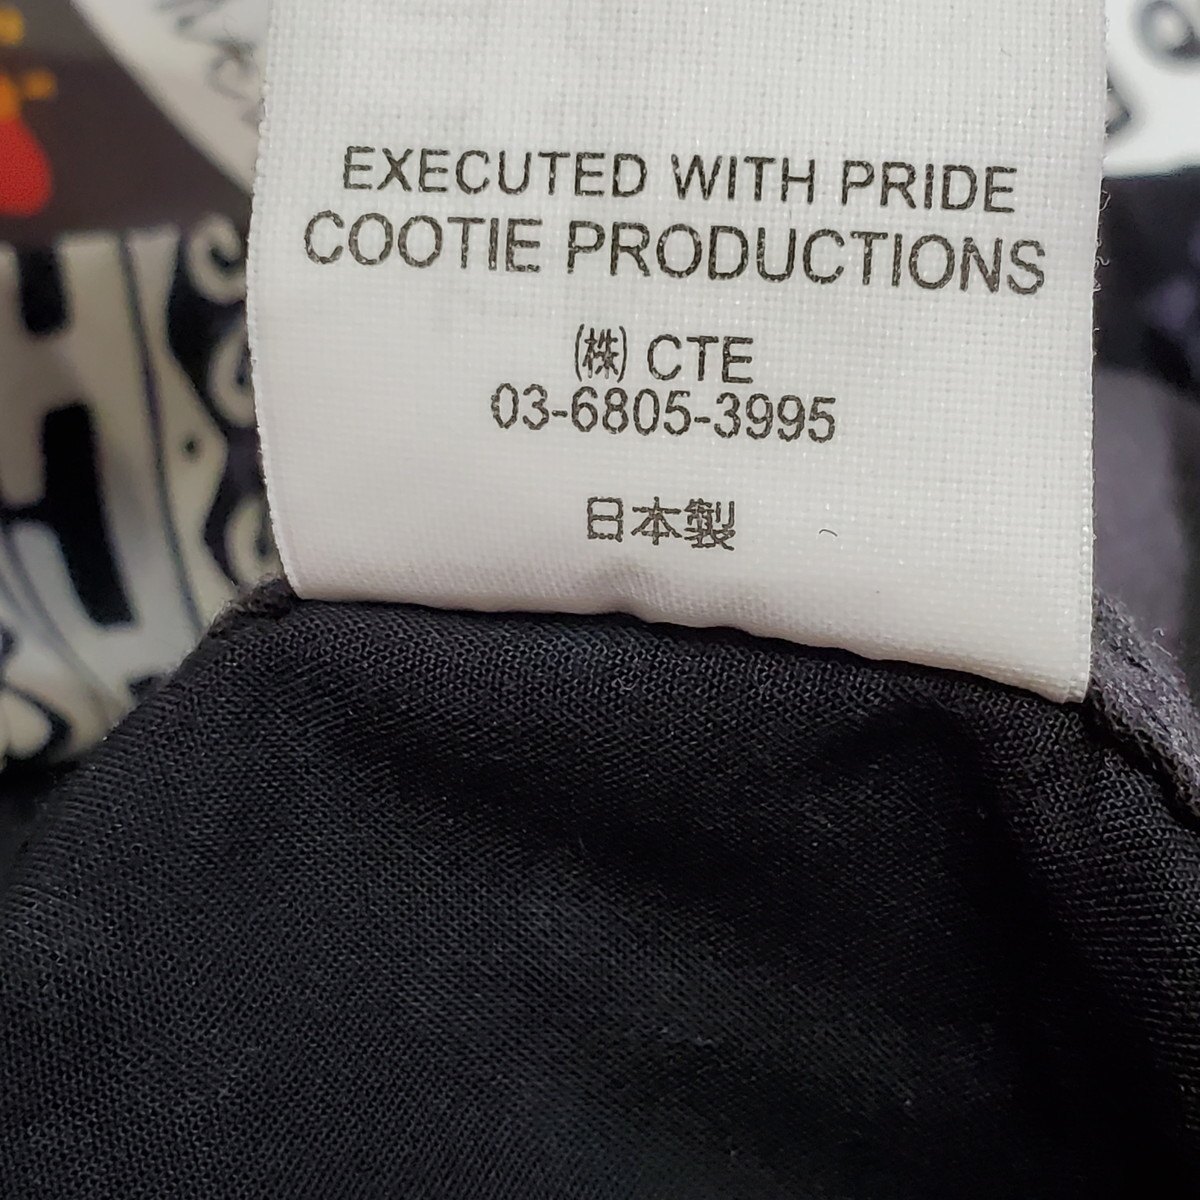 EXECUTED WITH PRIDE
COOTIE PRODUCTIONS
㈱ CTE
03-6805-3995
日本製